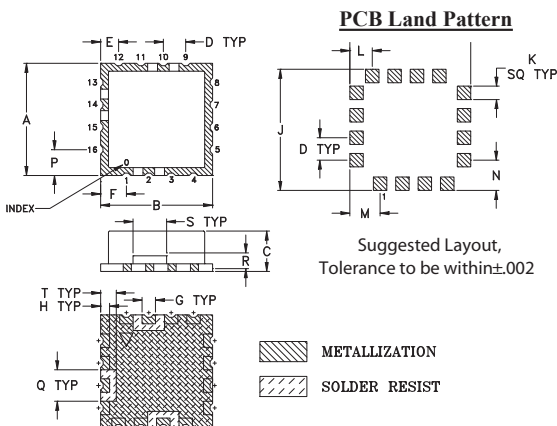 PCB Land Pattern
E
D TYP
12 11 10 9
13
14
15
16
8
7
6
5
A
P
0
1 2 3 4
F
B
INDEX
S TYP
C
R
T TYP
H TYP
G TYP
Q TYP
L
K
SQ TYP
J
D TYP
N
1
M
Suggested Layout,
Tolerance to be within±.002
METALLIZATION
SOLDER RESIST